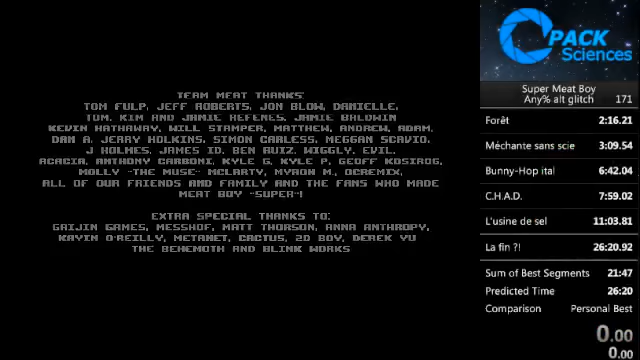 TEAM MEAT THANKS:
TOM FULP, JEFF ROBERTS, JON BLOW, DANIELLE,
TOM, KIM AND JAMIE REFENES, JAMIE BALDWIN
KEVIN HATHAWAY, WILL STAMPER, MATTHEW, ANDREW, ADAM,
DAN A. JERRY HOLKINS, SIMON CARLESS, MEGGAN SCAVIO,
J HOLMES, JAMES ID, BEN RUIZ, WIGGLY, EVIL,
ACACIA, ANTHONY CARBONI, KYLE G, KYLE P, GEOFF KOSIROG,
MOLLY "THE MUSE" MCLARTY, MYRON M., OCREMIX,
ALL OF OUR FRIENDS AMD FAMILY AND THE FANS WHO MADE
MEAT BOY "SUPER"!
EXTRA SPECIAL THANKS TO:
GAIJIN GAMES, MESSHOF, MATT THORSON, ANNA ANTHROPY,
KAYIN O'REILLY, METANET, CACTUS, 2D BOY, DEREK YU
THE BEHEMOTH AND BLINK WORKS
PACK
Sciences
Super Meat Boy
Any% alt glitch 171
Forêt 2:16.21
Méchante sans scie 3:09.54
Bunny-Hop ital 6:42.04
C.H.A.D. 7:59.02
L'usine de sel 11:03.81
La fin ?! 26:20.92
Sum of Best Segments 21:47
Predicted Time 26:20
Comparison Personal Best
0.00
0.00